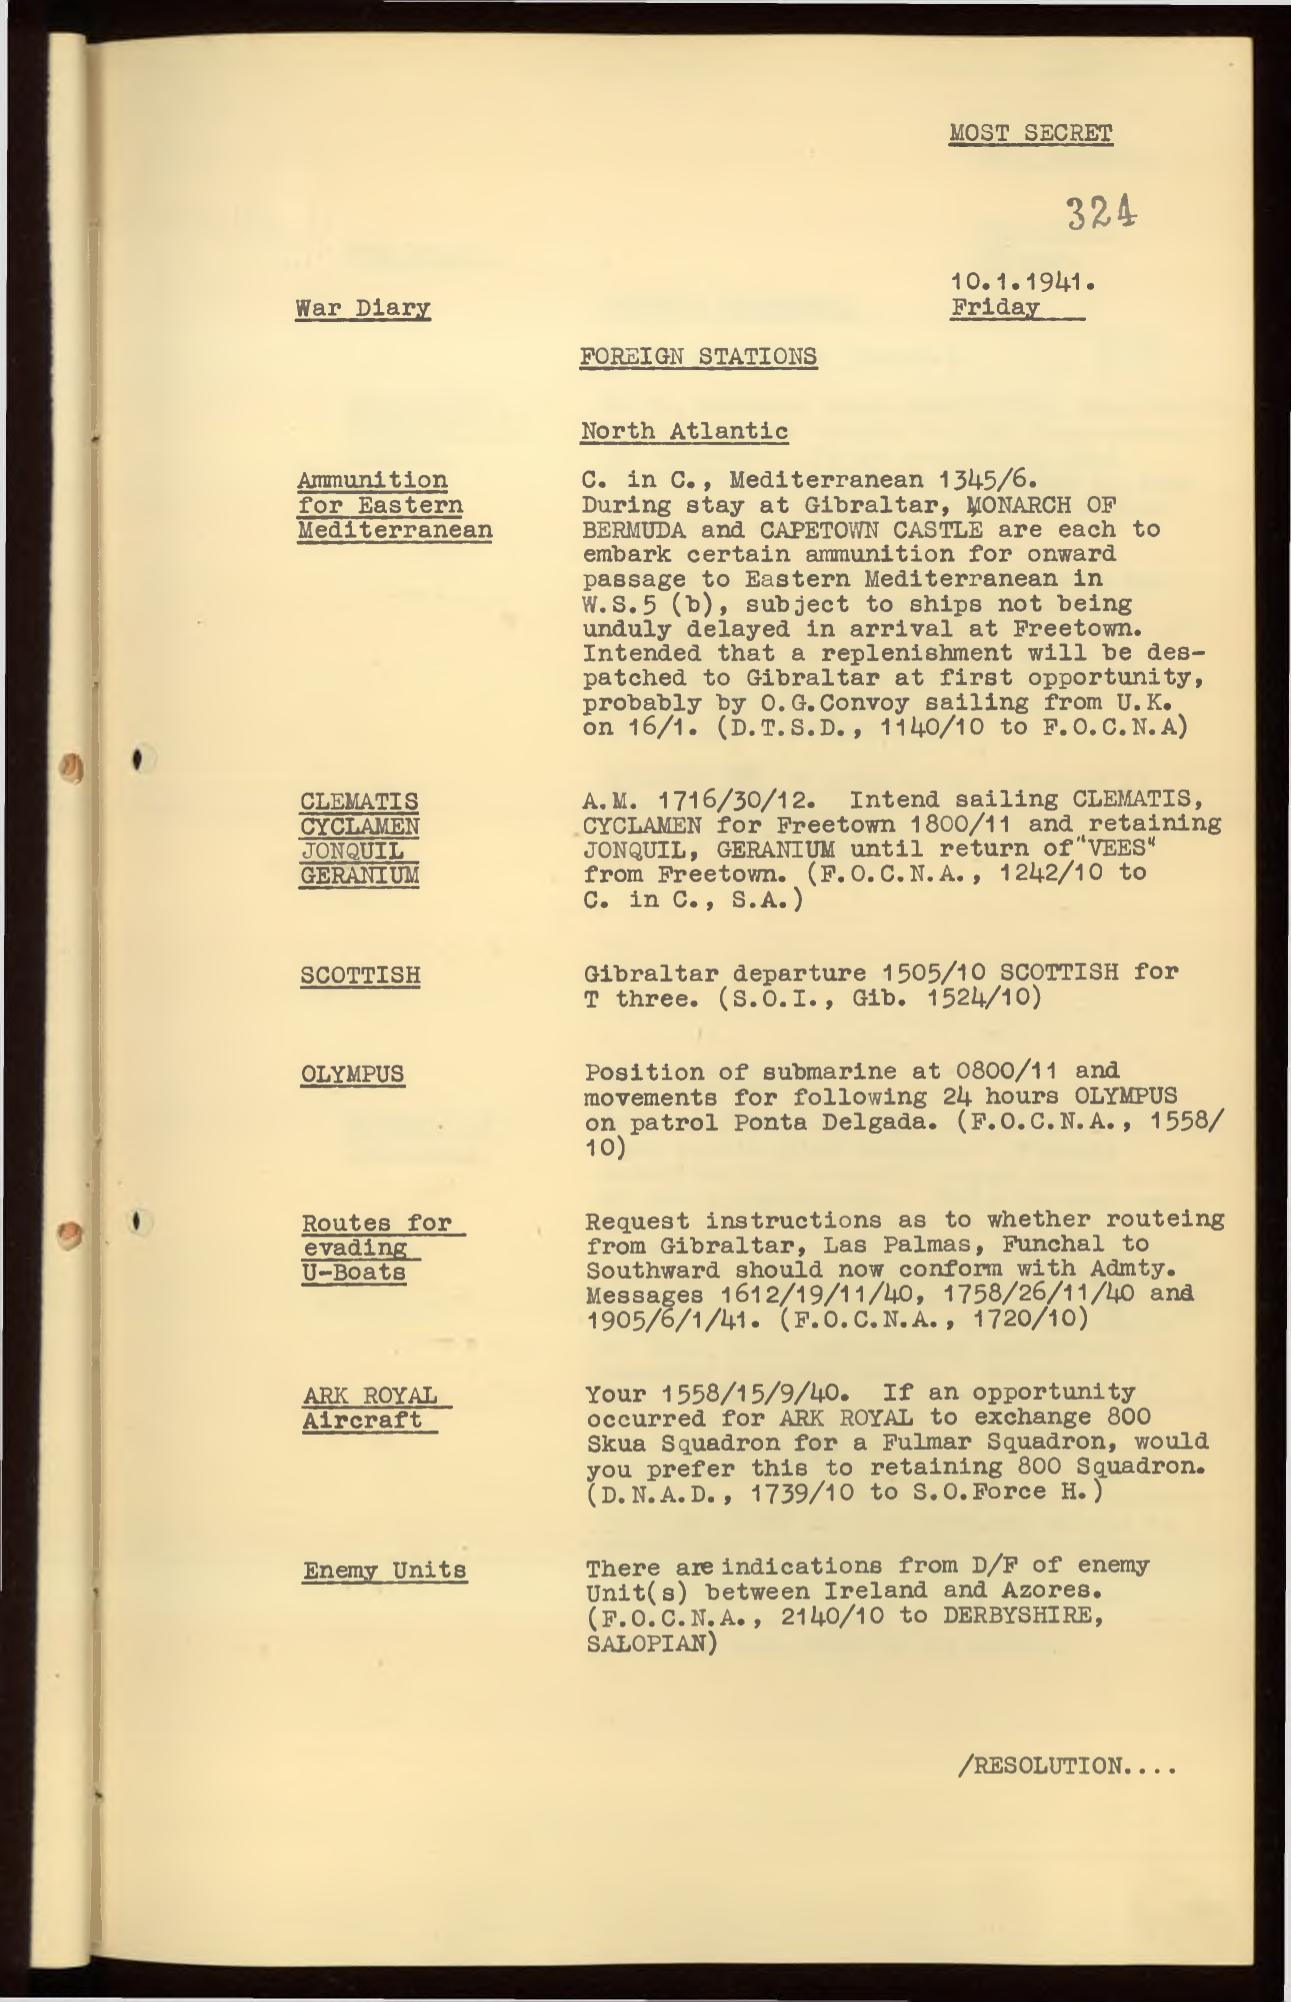 MOST SECRET
324
10.1.1941.
War Diary
Friday
FOREIGN STATIONS
North Atlantic
Ammunition
for Eastern
Mediterranean
C. in C., Mediterranean 1345/6.
During stay at Gibraltar, MONARCH OF
BERMUDA and CAPETOWN CASTLE are each to
embark certain ammunition for onward
passage to Eastern Mediterranean in
W.S.5 (b), subject to ships not being
unduly delayed in arrival at Freetown.
Intended that a replenishment will be des-
patched to Gibraltar at first opportunity,
probably by O.G.Convoy sailing from U.K.
on 16/1. (D.T.S.D., 1140/10 to F.O.C.N.A)
CLEMATIS
CYCLAMEN
JONQUIL
GERANIUM
A.M. 1716/30/12. Intend sailing CLEMATIS,
CYCLAMEN for Freetown 1800/11 and retaining
JONQUIL, GERANIUM until return of "VEES"
from Freetown. (F.O.C.N.A., 1242/10 to
C. in C., S.A.)
SCOTTISH
Gibraltar departure 1505/10 SCOTTISH for
T three. (S.O.I., Gib. 1524/10)
OLYMPUS
Position of submarine at 0800/11 and
movements for following 24 hours OLYMPUS
on patrol Ponta Delgada. (F.O.C.N.A., 1558/
10)
Routes for
evading
U-Boats
Request instructions as to whether routeing
from Gibraltar, Las Palmas, Funchal to
Southward should now conform with Admty.
Messages 1612/19/11/40, 1758/26/11/40 and
1905/6/1/41. (F.O.C.N.A., 1720/10)
ARK ROYAL
Aircraft
Your 1558/15/9/40. If an opportunity
occurred for ARK ROYAL to exchange 800
Skua Squadron for a Fulmar Squadron, would
you prefer this to retaining 800 Squadron.
(D.N.A.D., 1739/10 to S.O.Force H.)
Enemy Units
There are indications from D/F of enemy
Unit(s) between Ireland and Azores.
(F.O.C.N.A., 2140/10 to DERBYSHIRE,
SALOPIAN)
/RESOLUTION....